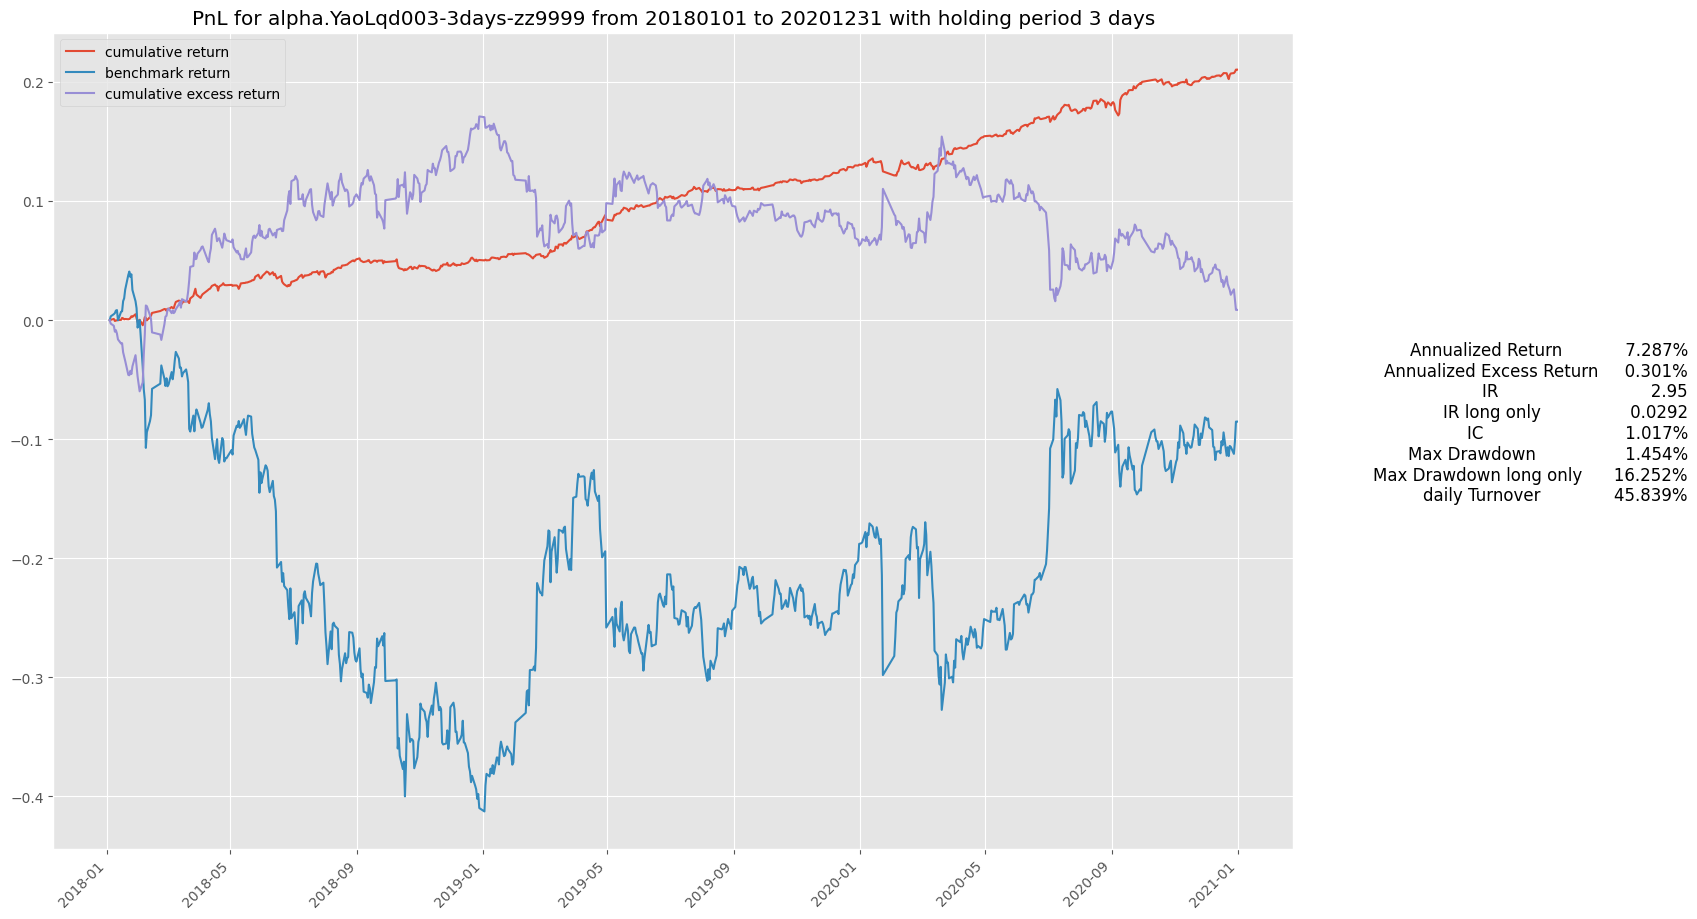 PnL for alpha.YaoLqd003-3days-zz9999 from 20180101 to 20201231 with holding period 3 days
cumulative return
benchmark return
cumulative excess return
0.2
0.1
0.0
−0.1
−0.2
−0.3
−0.4
2018-01
2018-05
2018-09
2019-01
2019-05
2019-09
2020-01
2020-05
2020-09
2021-01
Annualized Return 7.287%
Annualized Excess Return 0.301%
IR 2.95
IR long only 0.0292
IC 1.017%
Max Drawdown 1.454%
Max Drawdown long only 16.252%
daily Turnover 45.839%